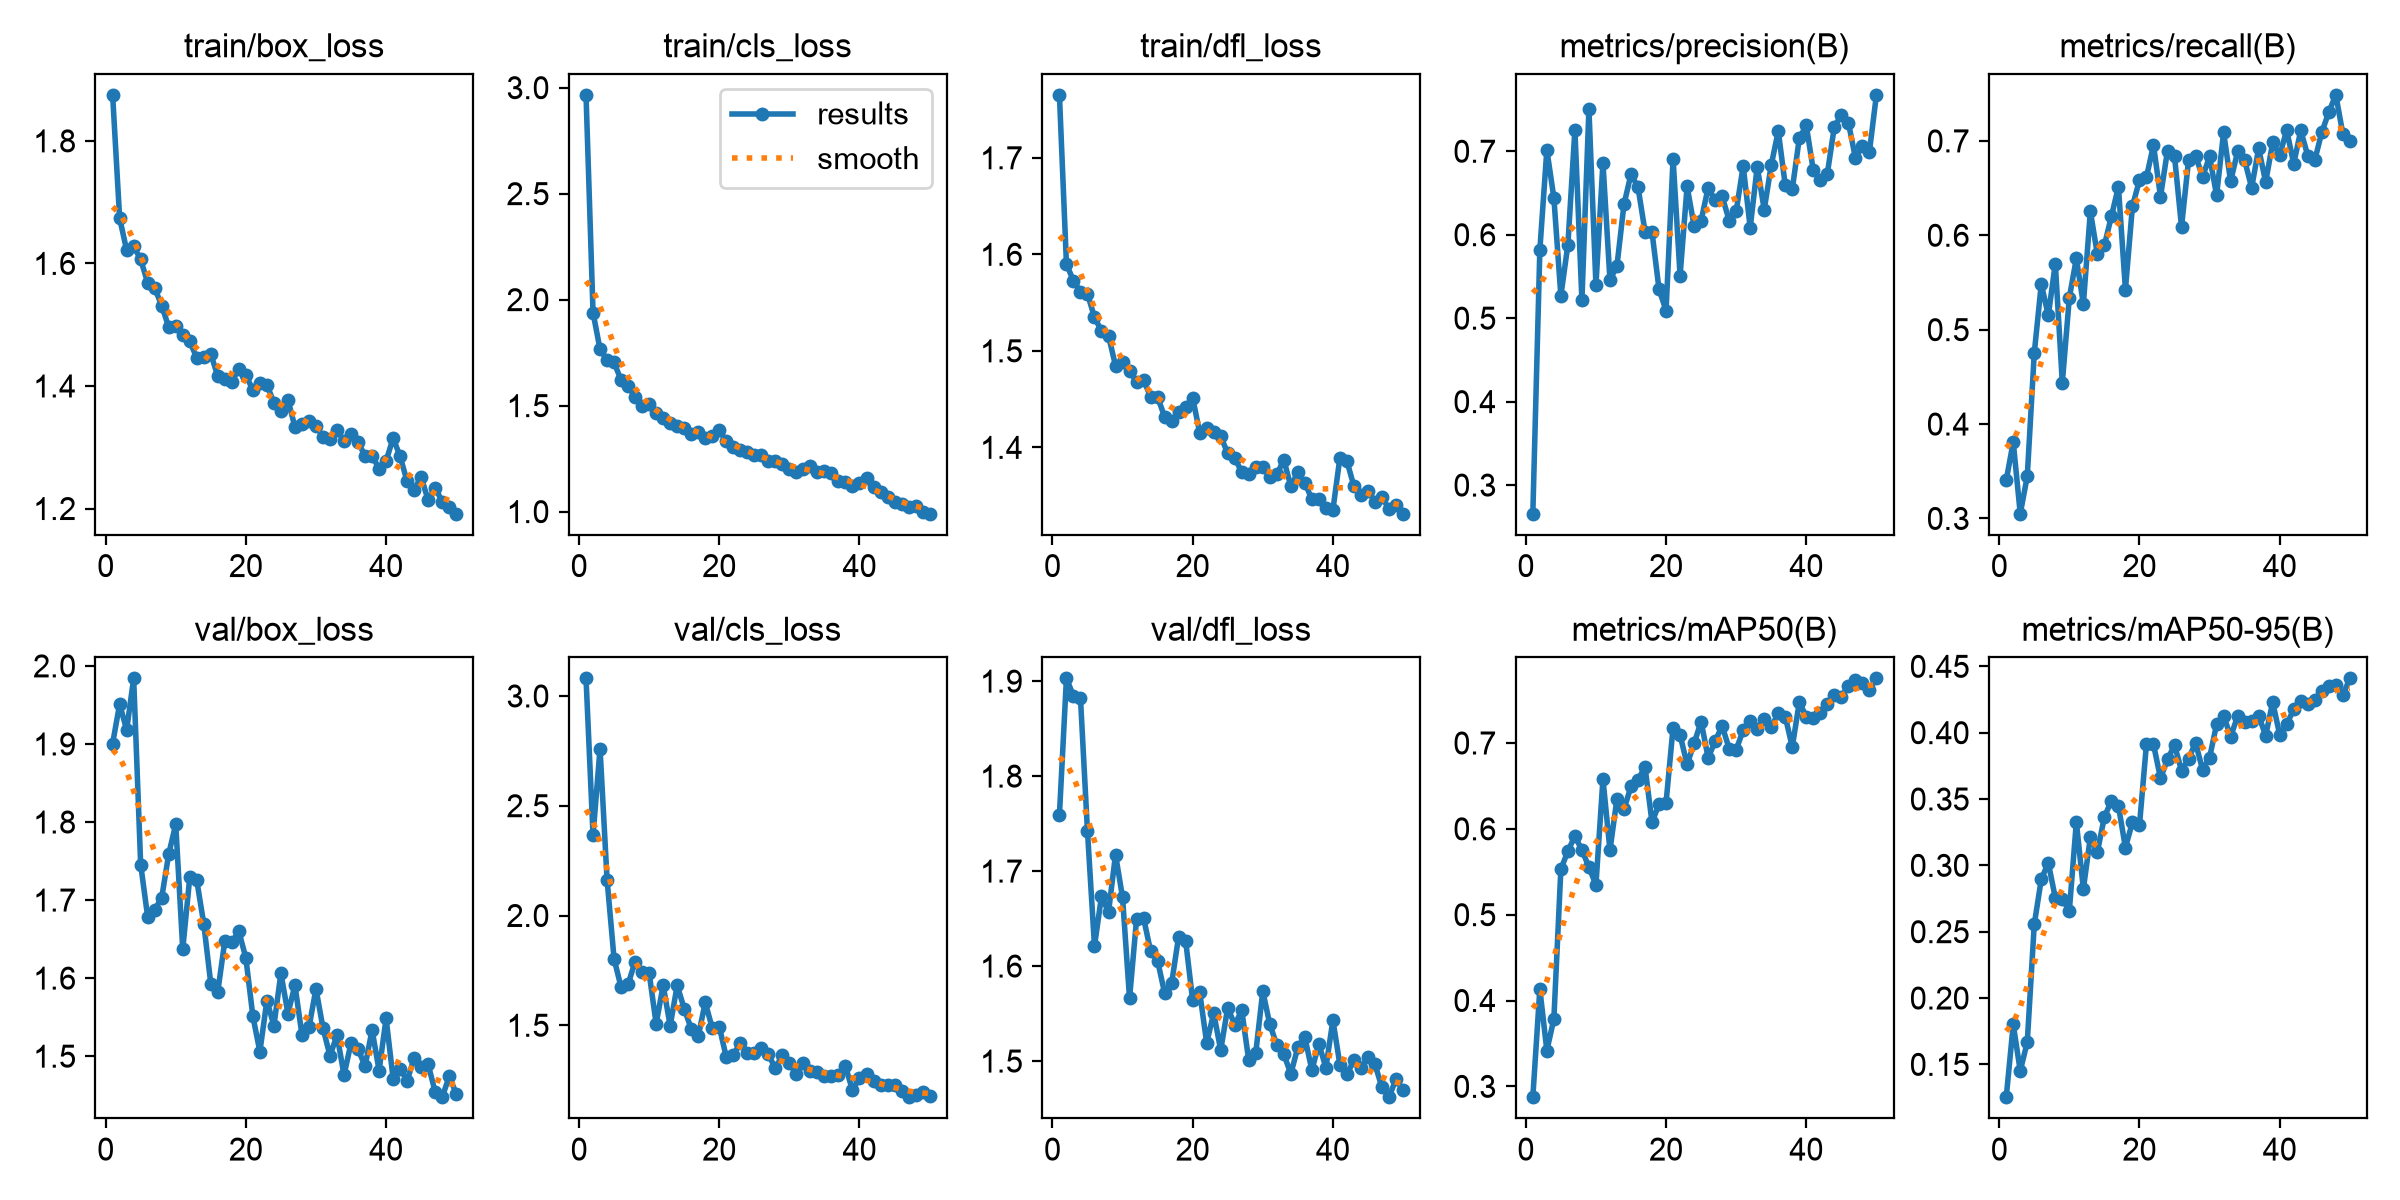 train/box_loss
1.8
1.6
1.4
1.2
0 20 40
train/cls_loss
results
smooth
3.0
2.5
2.0
1.5
1.0
0 20 40
train/dfl_loss
1.7
1.6
1.5
1.4
0 20 40
metrics/precision(B)
0.7
0.6
0.5
0.4
0.3
0 20 40
metrics/recall(B)
0.7
0.6
0.5
0.4
0.3
0 20 40
val/box_loss
2.0
1.9
1.8
1.7
1.6
1.5
0 20 40
val/cls_loss
3.0
2.5
2.0
1.5
0 20 40
val/dfl_loss
1.9
1.8
1.7
1.6
1.5
0 20 40
metrics/mAP50(B)
0.7
0.6
0.5
0.4
0.3
0 20 40
metrics/mAP50-95(B)
0.45
0.40
0.35
0.30
0.25
0.20
0.15
0 20 40